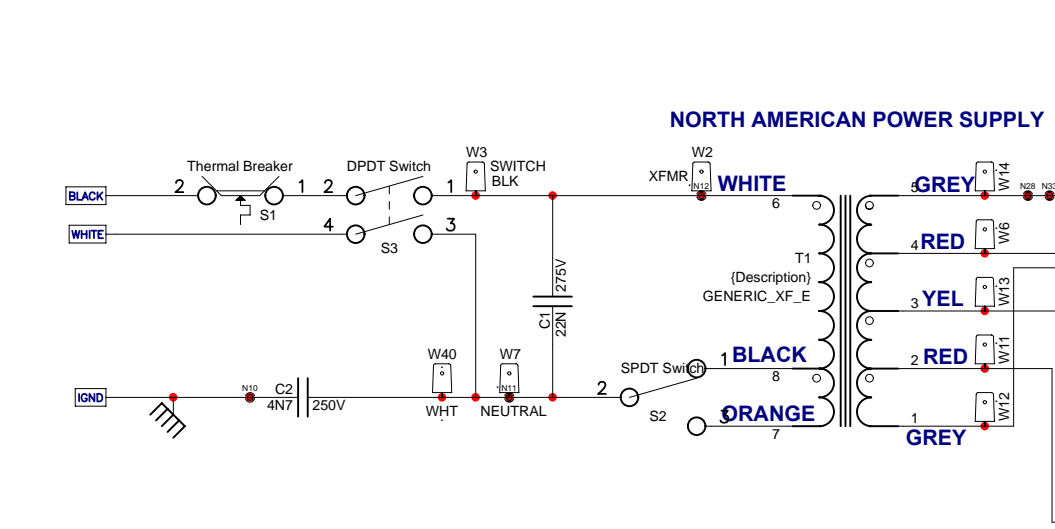 NORTH AMERICAN POWER SUPPLY
BLACK
2
Thermal Breaker
1
S1
2
DPDT Switch
1
W3
SWITCH
BLK
WHITE
4
3
S3
275V
C1
22N
W2
XFMR
N12
WHITE
6
T1
{Description}
GENERIC_XF_E
IGND
N10
C2
4N7
250V
W40
WHT
W7
N11
NEUTRAL
2
SPDT Switch
S2
1
BLACK
8
3
ORANGE
7
5
GREY
W14
N28
N33
4
RED
W6
3
YEL
W13
2
RED
W11
1
GREY
W12